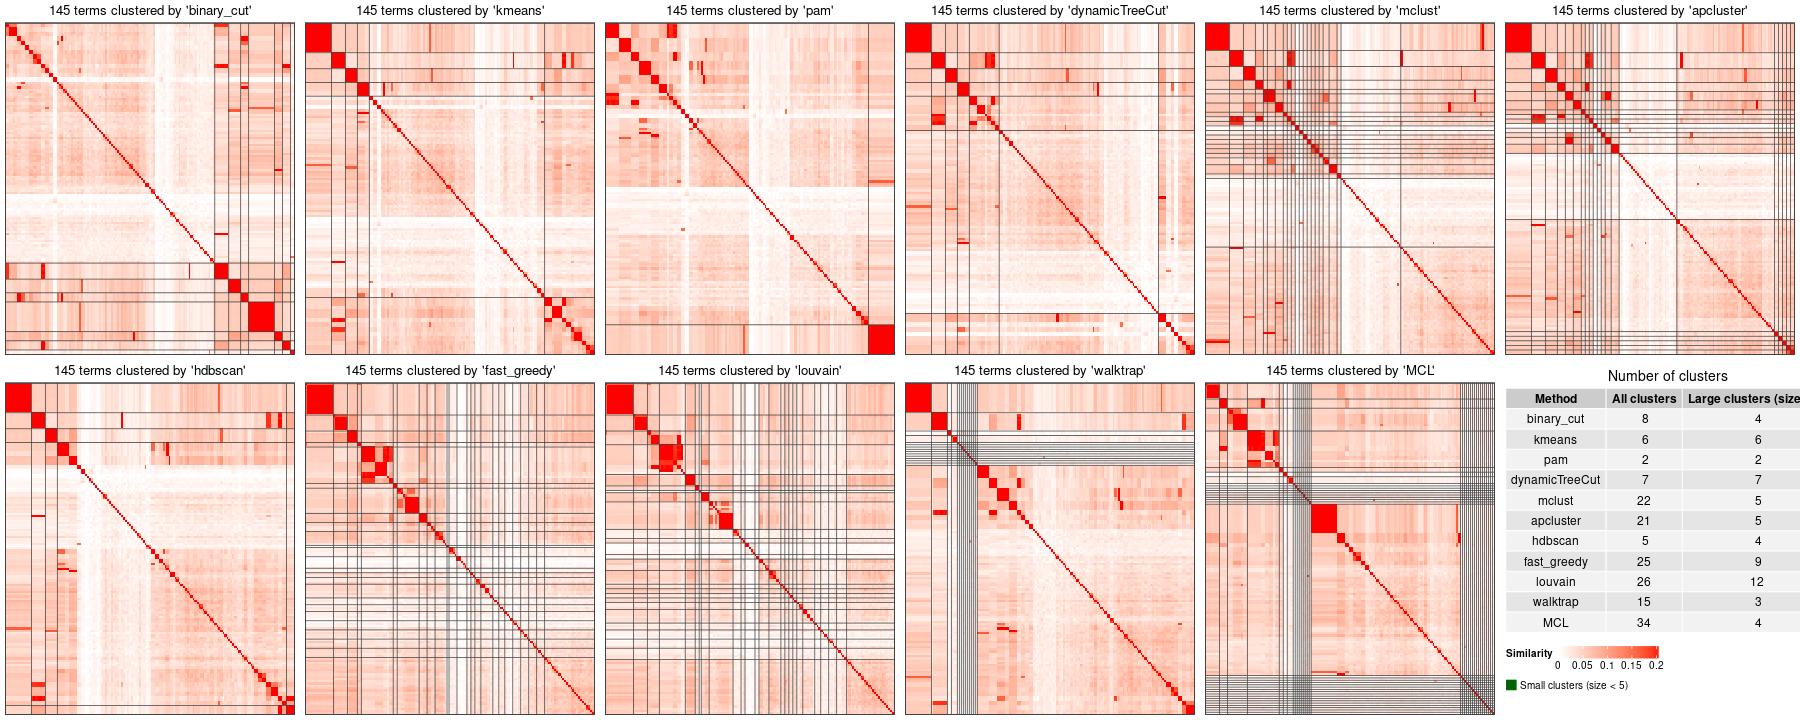 145 terms clustered by 'binary_cut'
145 terms clustered by 'kmeans'
145 terms clustered by 'pam'
145 terms clustered by 'dynamicTreeCut'
145 terms clustered by 'mclust'
145 terms clustered by 'apcluster'
145 terms clustered by 'hdbscan'
145 terms clustered by 'fast_greedy'
145 terms clustered by 'louvain'
145 terms clustered by 'walktrap'
145 terms clustered by 'MCL'
Number of clusters
Method All clusters Large clusters (size
binary_cut 8 4
kmeans 6 6
pam 2 2
dynamicTreeCut 7 7
mclust 22 5
apcluster 21 5
hdbscan 5 4
fast_greedy 25 9
louvain 26 12
walktrap 15 3
MCL 34 4
Similarity
0 0.05 0.1 0.15 0.2
Small clusters (size < 5)